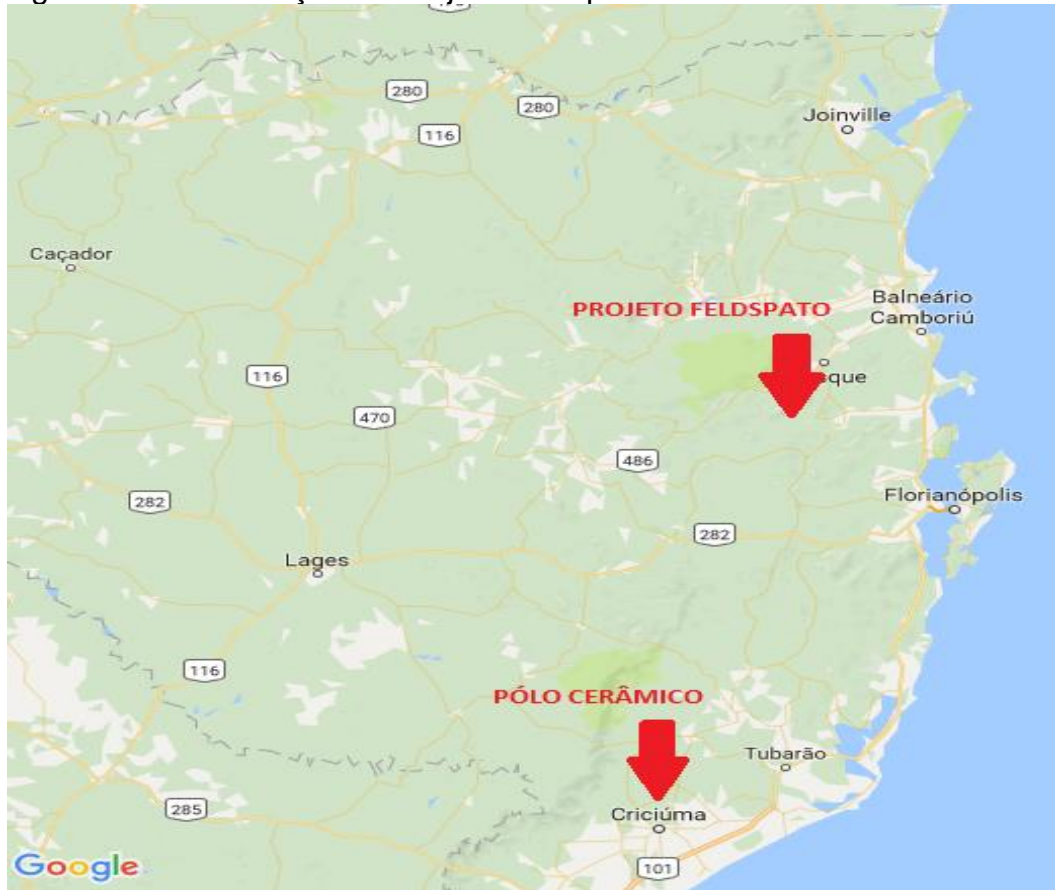 280
280
116
Joinville
Caçador
Balneário
Camboriú
PROJETO FELDSPATO
que
116
470
486
282
Florianópolis
282
Lages
116
PÓLO CERÂMICO
Tubarão
285
Criciúma
101
Google